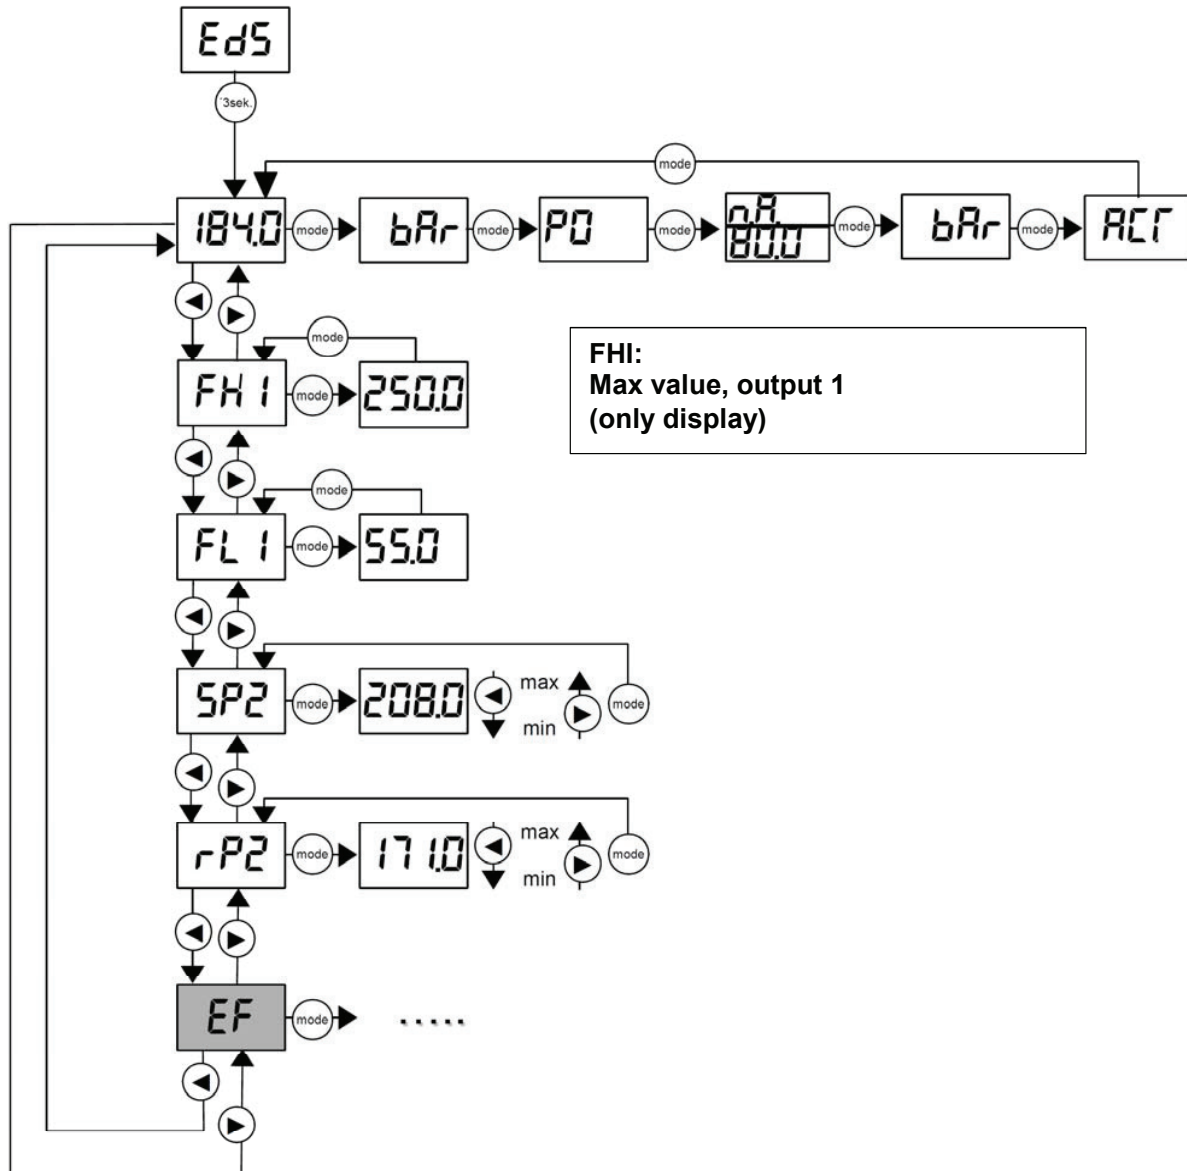 EdS
'3sek.
mode
184.0 mode bAr mode P0 mode n.A. mode bAr mode ACT
80.0
mode
FH1 mode 250.0
FHI:
Max value, output 1
(only display)
mode
FL1 mode 55.0
SP2 mode 208.0 max mode
min
rP2 mode 171.0 max mode
min
EF mode .....